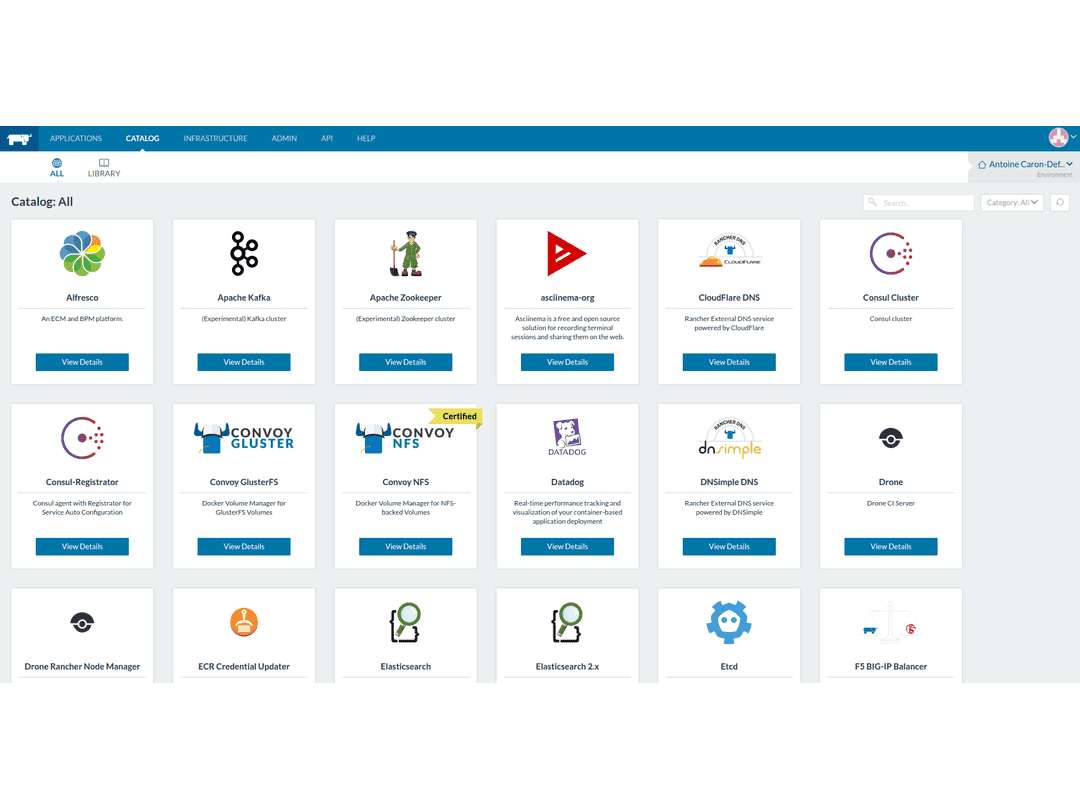 APPLICATIONS CATALOG INFRASTRUCTURE ADMIN API HELP
ALL LIBRARY
Antoine Caron-Def...
Environment
Catalog: All
Search...
Category: All
RANCHER DNS
CLOUDFLARE
Alfresco
An ECM and BPM platform.
View Details
Apache Kafka
(Experimental) Kafka cluster
View Details
Apache Zookeeper
(Experimental) Zookeeper cluster
View Details
asciinema-org
Asciinema is a free and open source
solution for recording terminal
sessions and sharing them on the web.
View Details
CloudFlare DNS
Rancher External DNS service
powered by CloudFlare
View Details
Consul Cluster
Consul cluster
View Details
Consul-Registrator
Consul agent with Registrator for
Service Auto Configuration
View Details
CONVOY
GLUSTER
Convoy GlusterFS
Docker Volume Manager for
GlusterFS Volumes
View Details
Certified
CONVOY
NFS
Convoy NFS
Docker Volume Manager for NFS-
backed Volumes
View Details
DATADOG
Datadog
Real-time performance tracking and
visualization of your container-based
application deployment
View Details
RANCHER DNS
dnsimple
DNSimple DNS
Rancher External DNS service
powered by DNSimple
View Details
Drone
Drone CI Server
View Details
Drone Rancher Node Manager
ECR Credential Updater
Elasticsearch
Elasticsearch 2.x
Etcd
F5 BIG-IP Balancer